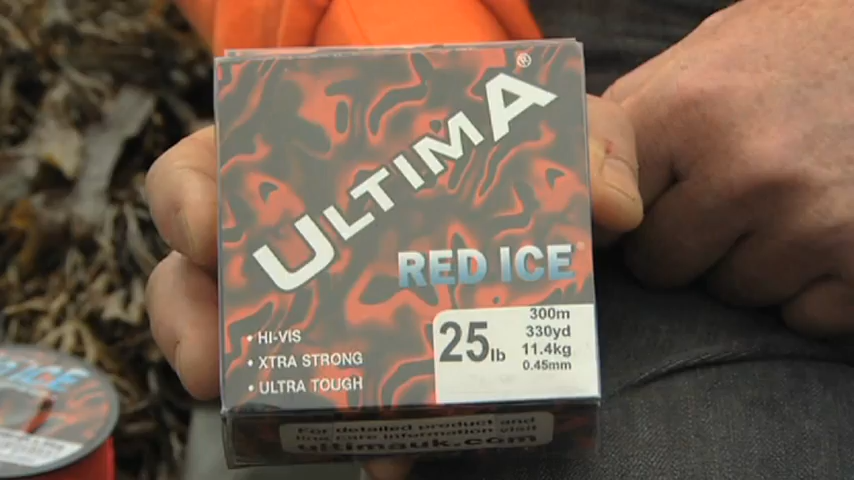 ULTIMA®
RED ICE
• HI-VIS
• XTRA STRONG
• ULTRA TOUGH
25lb
300m
330yd
11.4kg
0.45mm
For detailed product and
line care information visit
ultimauk.com
ED ICE